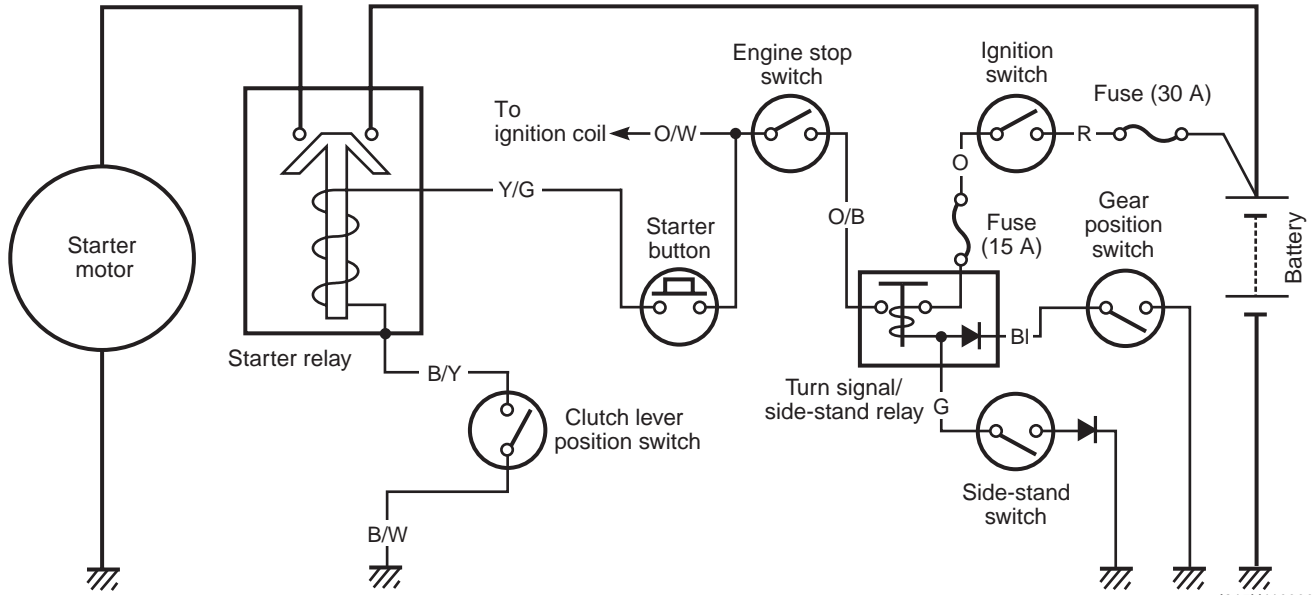 Engine stop
switch
Ignition
switch
Fuse (30 A)
To
ignition coil
O/W
R
O
Y/G
O/B
Starter
button
Fuse
(15 A)
Gear
position
switch
Battery
Starter
motor
Starter relay
Bl
B/Y
Turn signal/
side-stand relay
G
Clutch lever
position switch
Side-stand
switch
B/W